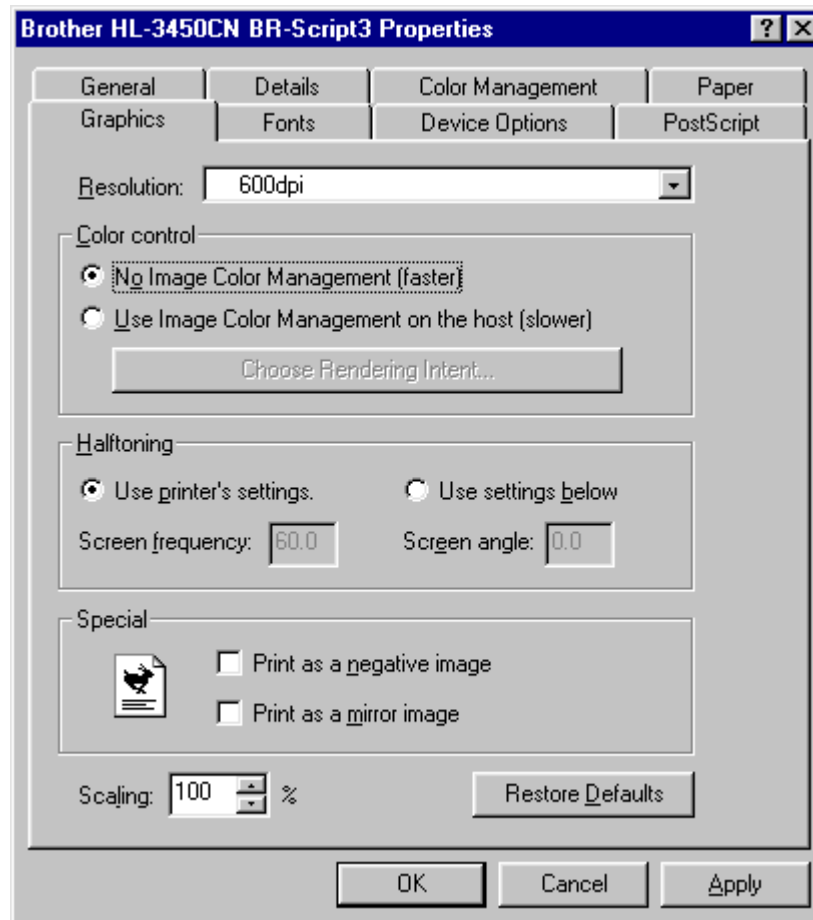 Brother HL-3450CN BR-Script3 Properties
General Details Color Management Paper
Graphics Fonts Device Options PostScript
Resolution: 600dpi
Color control
No Image Color Management (faster)
Use Image Color Management on the host (slower)
Choose Rendering Intent...
Halftoning
Use printer's settings. Use settings below
Screen frequency: 60.0 Screen angle: 0.0
Special
Print as a negative image
Print as a mirror image
Scaling: 100 % Restore Defaults
OK Cancel Apply